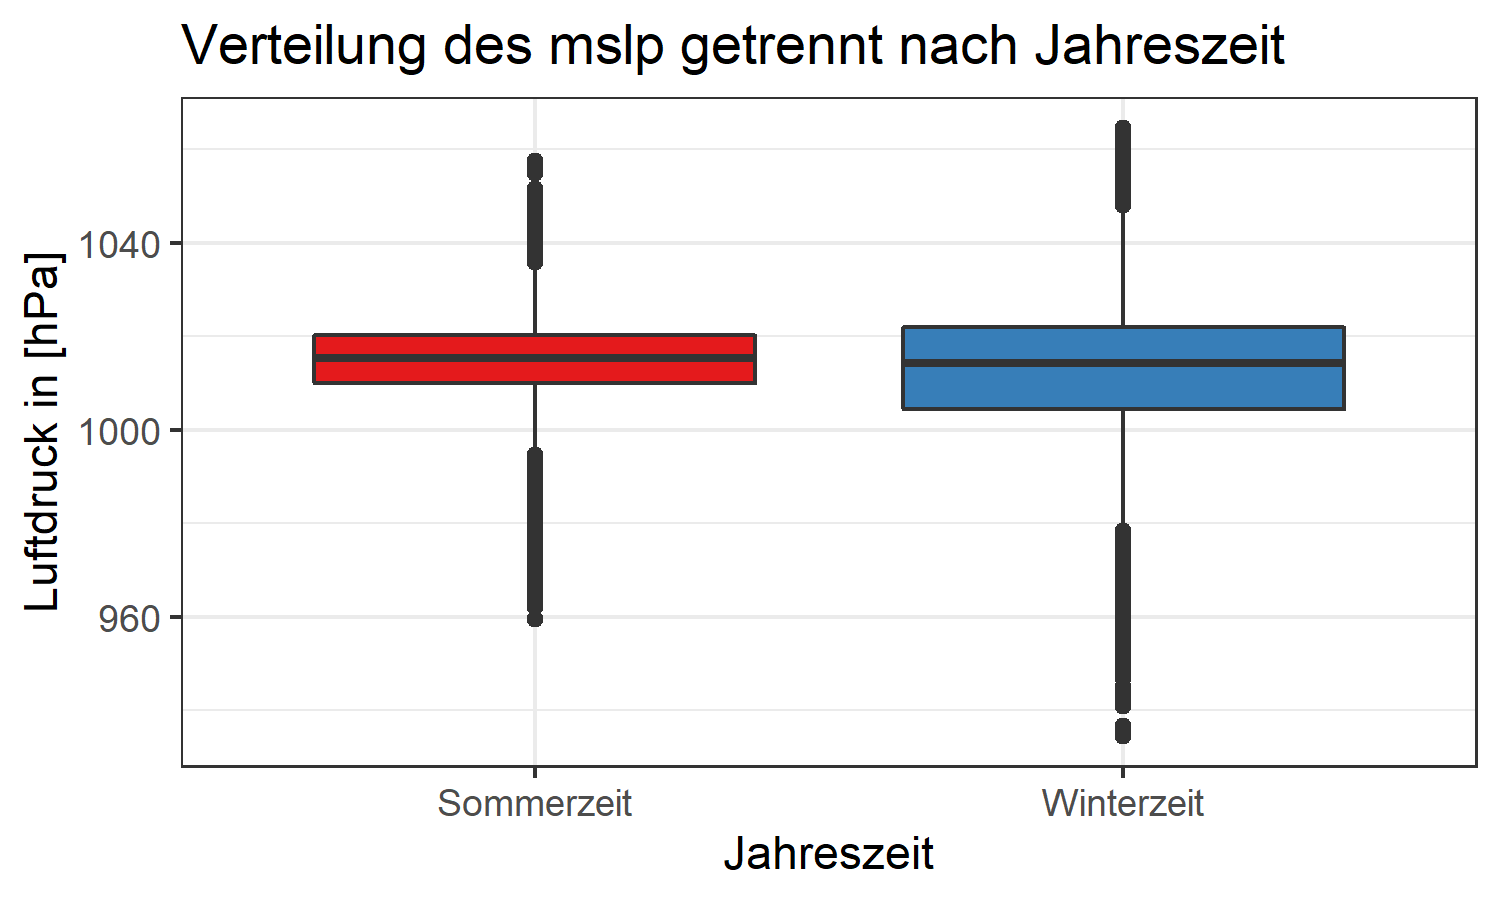 Verteilung des mslp getrennt nach Jahreszeit
Luftdruck in [hPa]
1040
1000
960
Sommerzeit
Winterzeit
Jahreszeit